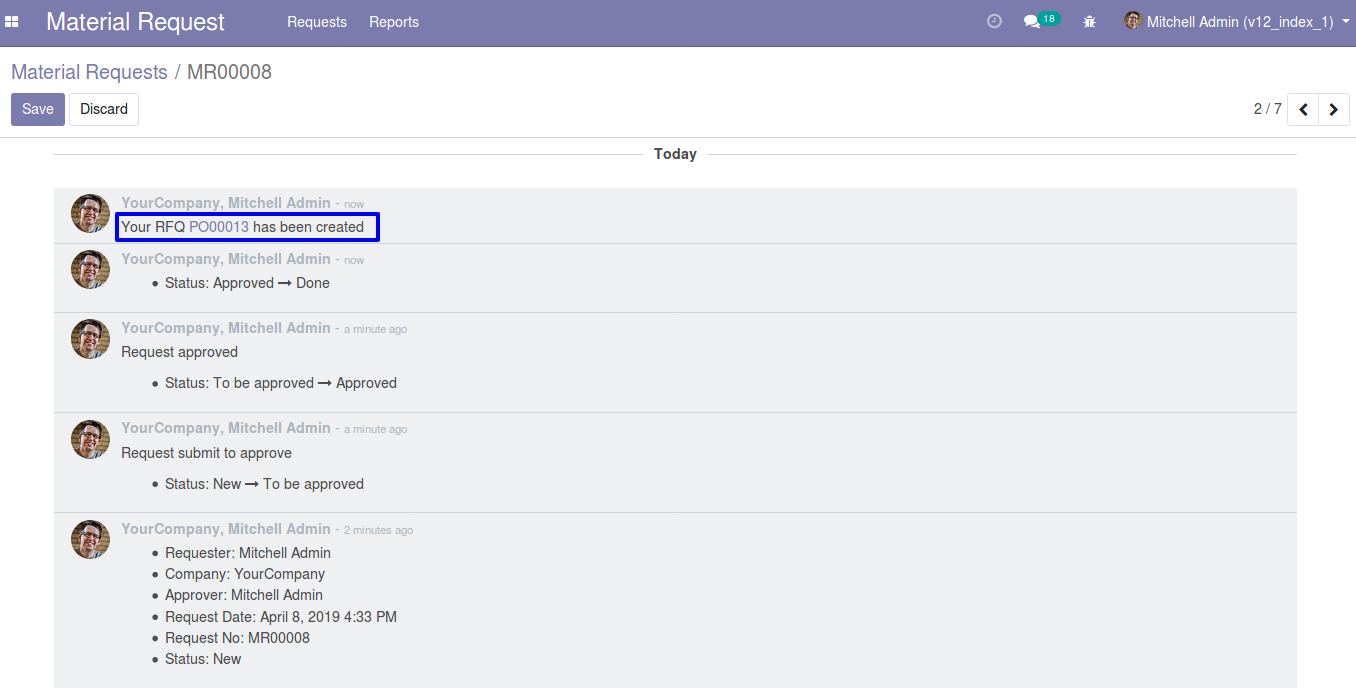 Material Request Requests Reports 18 Mitchell Admin (v12_index_1)
Material Requests / MR00008
Save Discard 2 / 7
Today
YourCompany, Mitchell Admin - now
Your RFQ PO00013 has been created
YourCompany, Mitchell Admin - now
• Status: Approved → Done
YourCompany, Mitchell Admin - a minute ago
Request approved
• Status: To be approved → Approved
YourCompany, Mitchell Admin - a minute ago
Request submit to approve
• Status: New → To be approved
YourCompany, Mitchell Admin - 2 minutes ago
• Requester: Mitchell Admin
• Company: YourCompany
• Approver: Mitchell Admin
• Request Date: April 8, 2019 4:33 PM
• Request No: MR00008
• Status: New